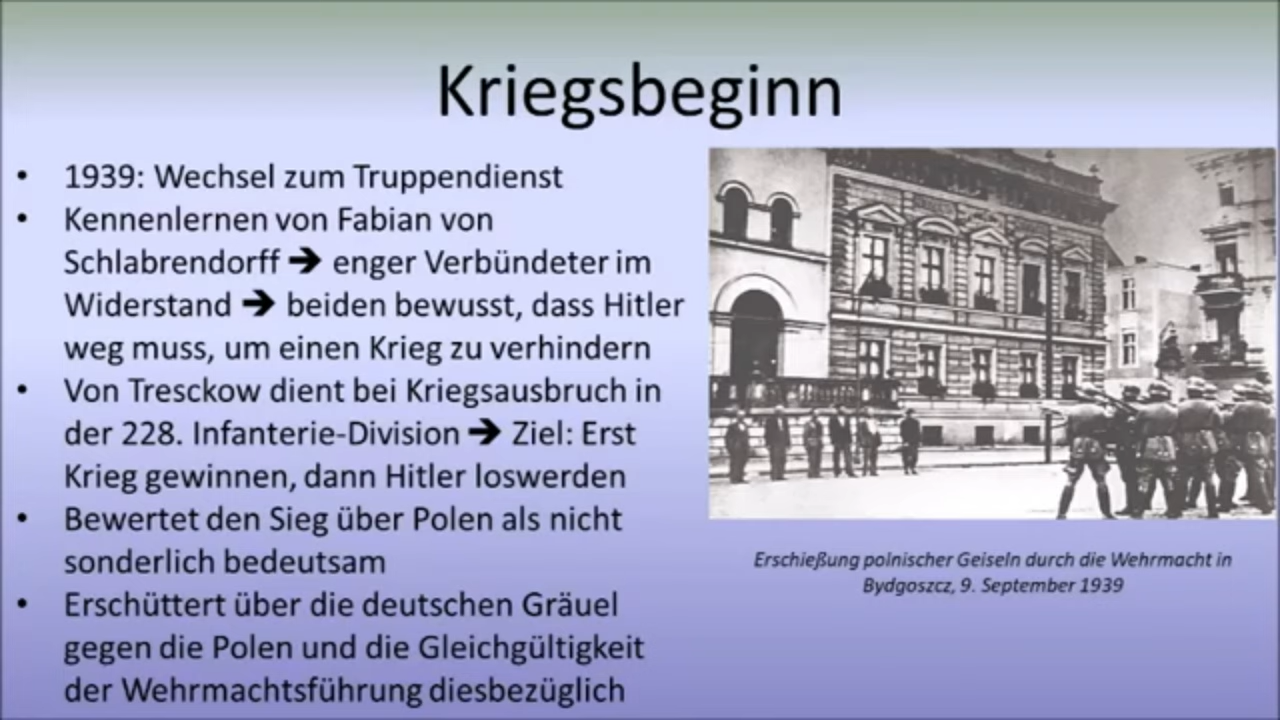 Kriegsbeginn
• 1939: Wechsel zum Truppendienst
• Kennenlernen von Fabian von
Schlabrendorff ➔ enger Verbündeter im
Widerstand ➔ beiden bewusst, dass Hitler
weg muss, um einen Krieg zu verhindern
• Von Tresckow dient bei Kriegsausbruch in
der 228. Infanterie-Division ➔ Ziel: Erst
Krieg gewinnen, dann Hitler loswerden
• Bewertet den Sieg über Polen als nicht
sonderlich bedeutsam
• Erschüttert über die deutschen Gräuel
gegen die Polen und die Gleichgültigkeit
der Wehrmachtsführung diesbezüglich
Erschießung polnischer Geiseln durch die Wehrmacht in
Bydgoszcz, 9. September 1939